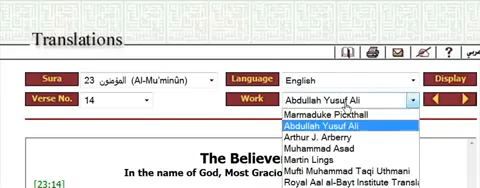 Translations
عربي
Sura 23 المؤمنون (Al-Mu'minûn) Language English Display
Verse No. 14 Work Abdullah Yusuf Ali
Marmaduke Pickthall
Abdullah Yusuf Ali
Arthur J. Arberry
Muhammad Asad
Martin Lings
Mufti Muhammad Taqi Uthmani
Royal Aal al-Bayt Institute
The Believe
In the name of God, Most Gracio
[23:14]